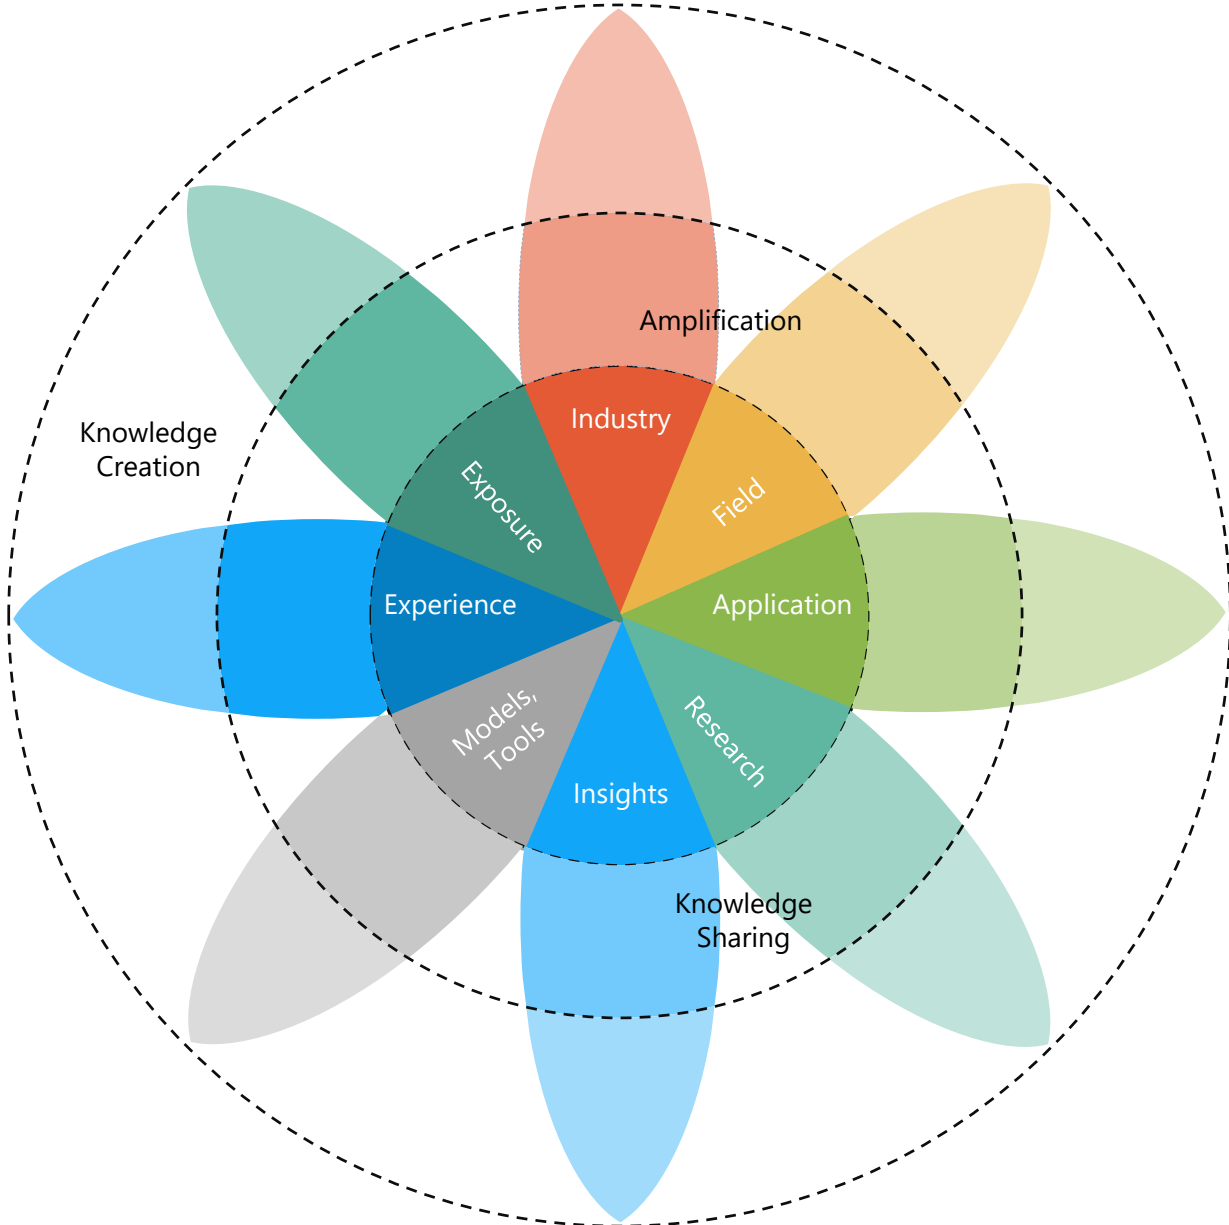 Amplification
Industry
Knowledge
Creation
Exposure
Field
Experience
Application
Models,
Tools
Research
Insights
Knowledge
Sharing